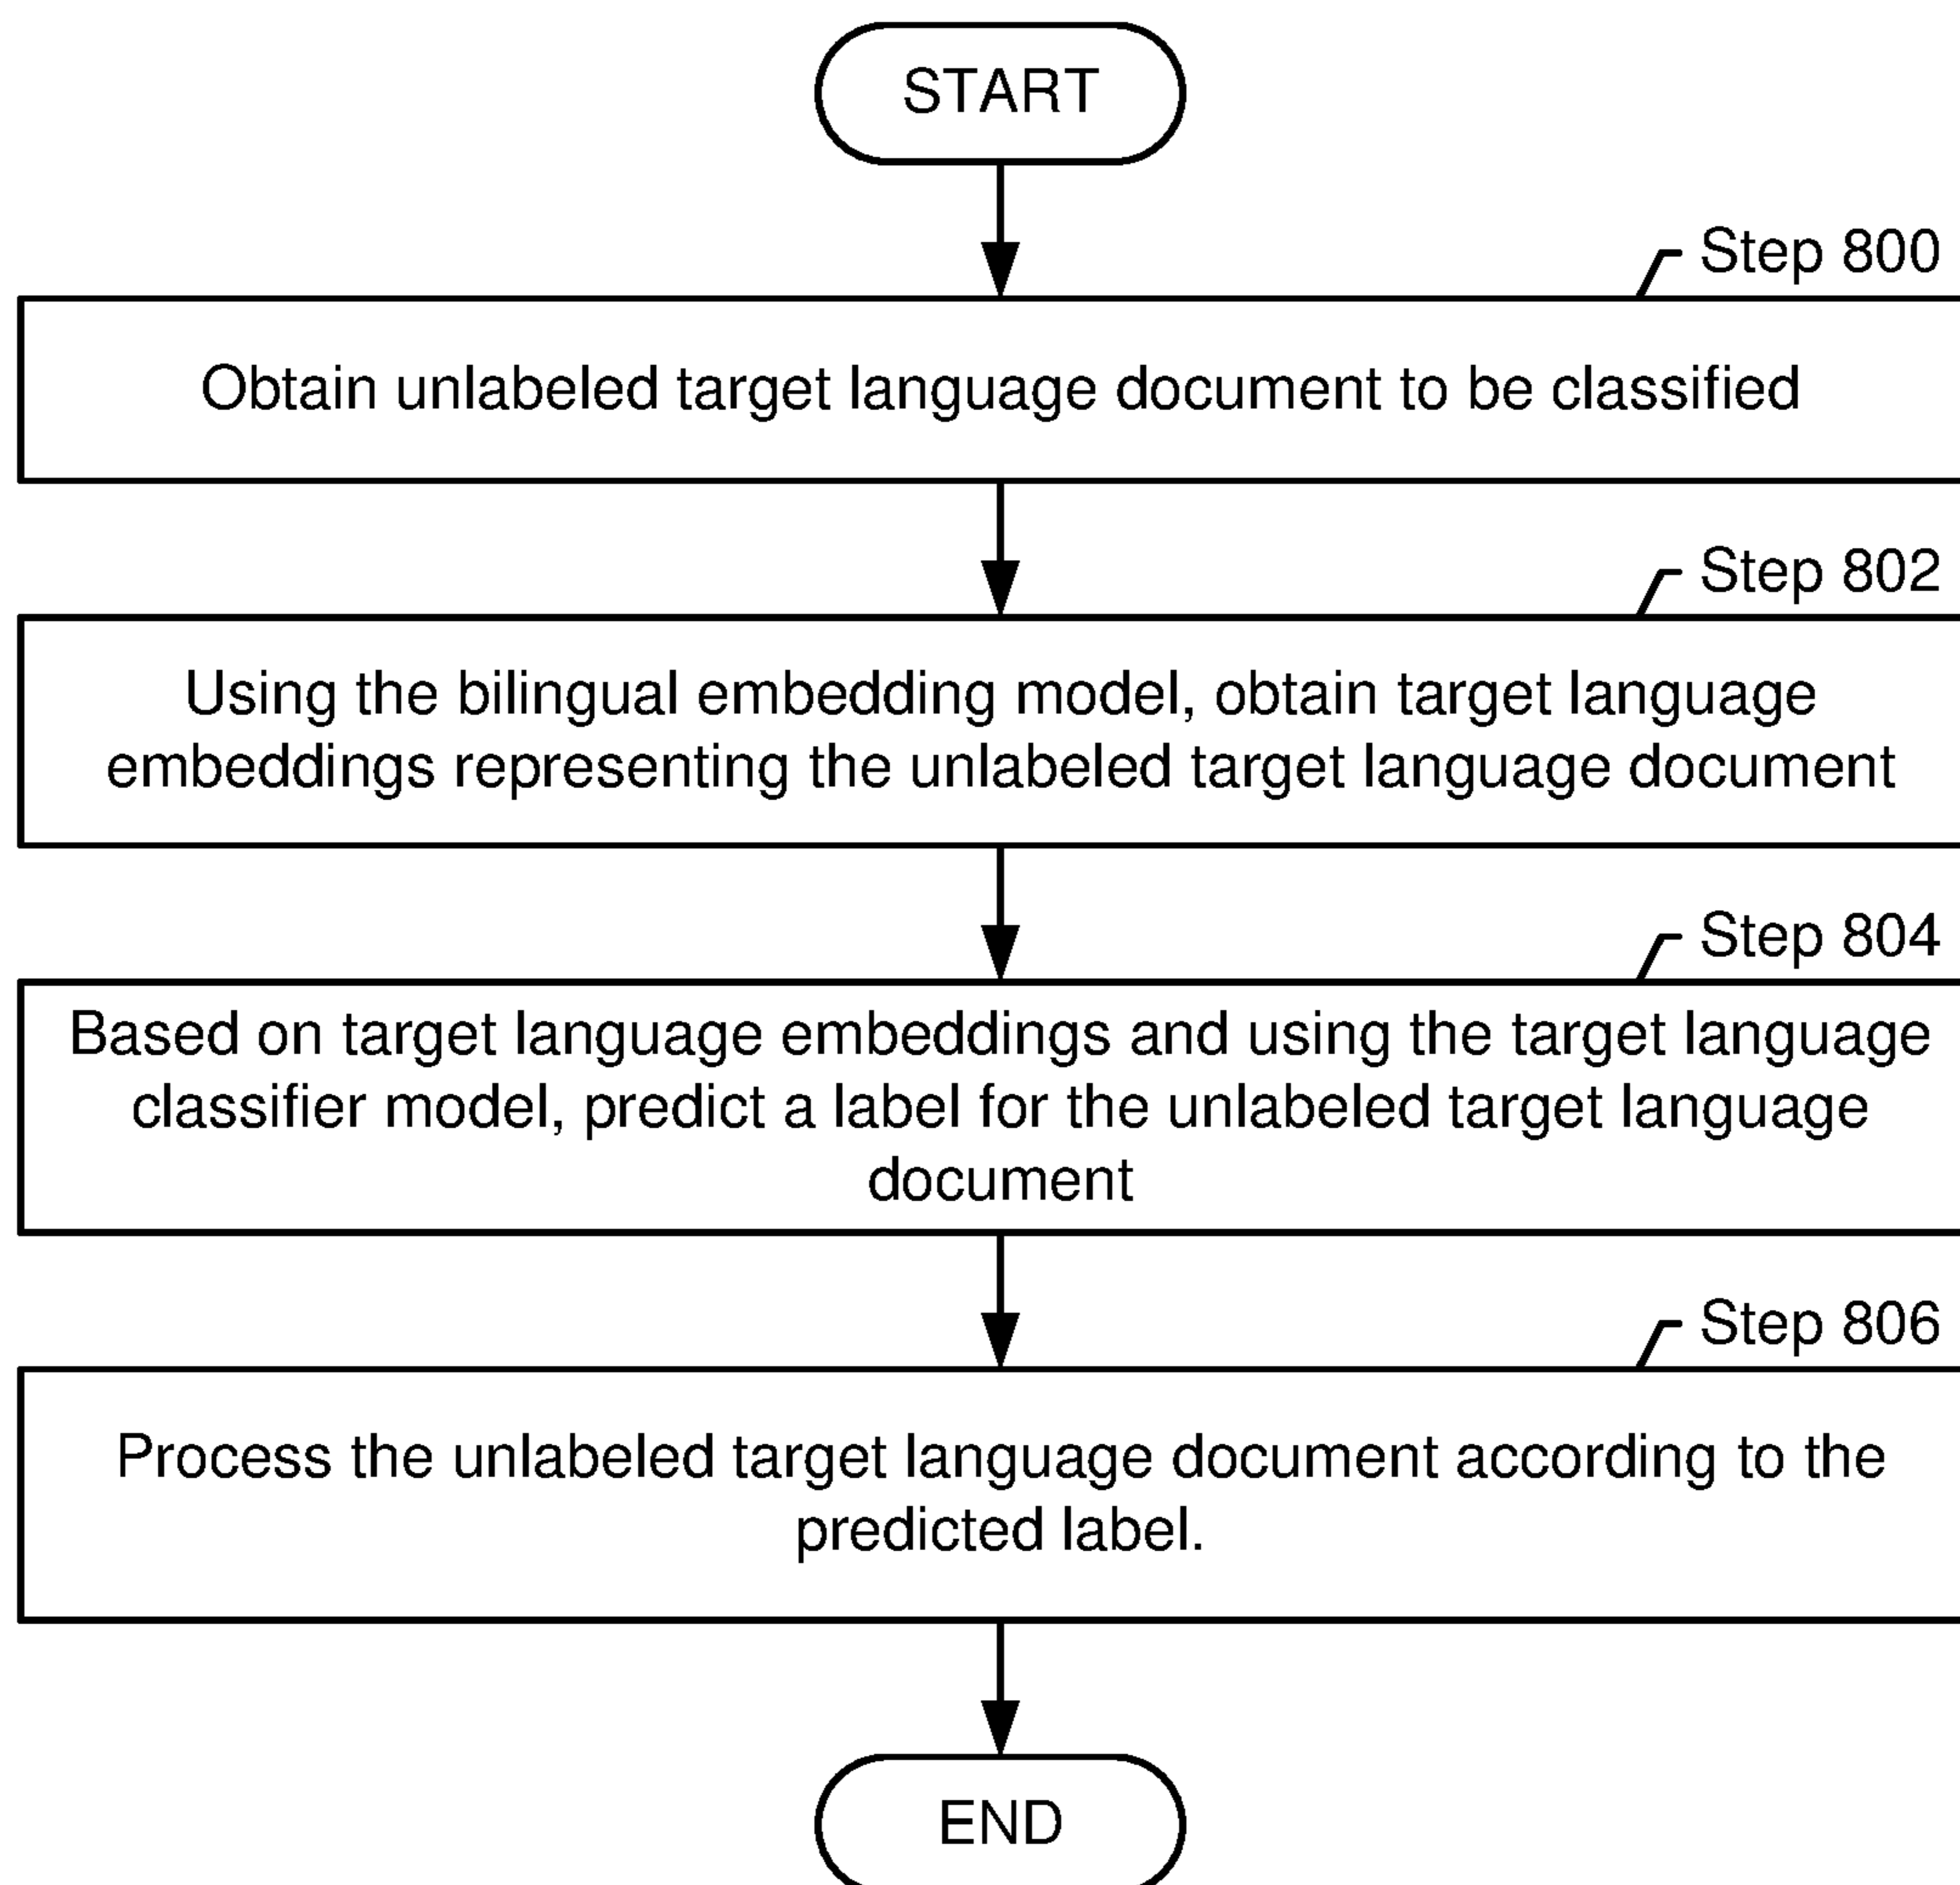 START
Step 800
Obtain unlabeled target language document to be classified
Step 802
Using the bilingual embedding model, obtain target language
embeddings representing the unlabeled target language document
Step 804
Based on target language embeddings and using the target language
classifier model, predict a label for the unlabeled target language
document
Step 806
Process the unlabeled target language document according to the
predicted label.
END